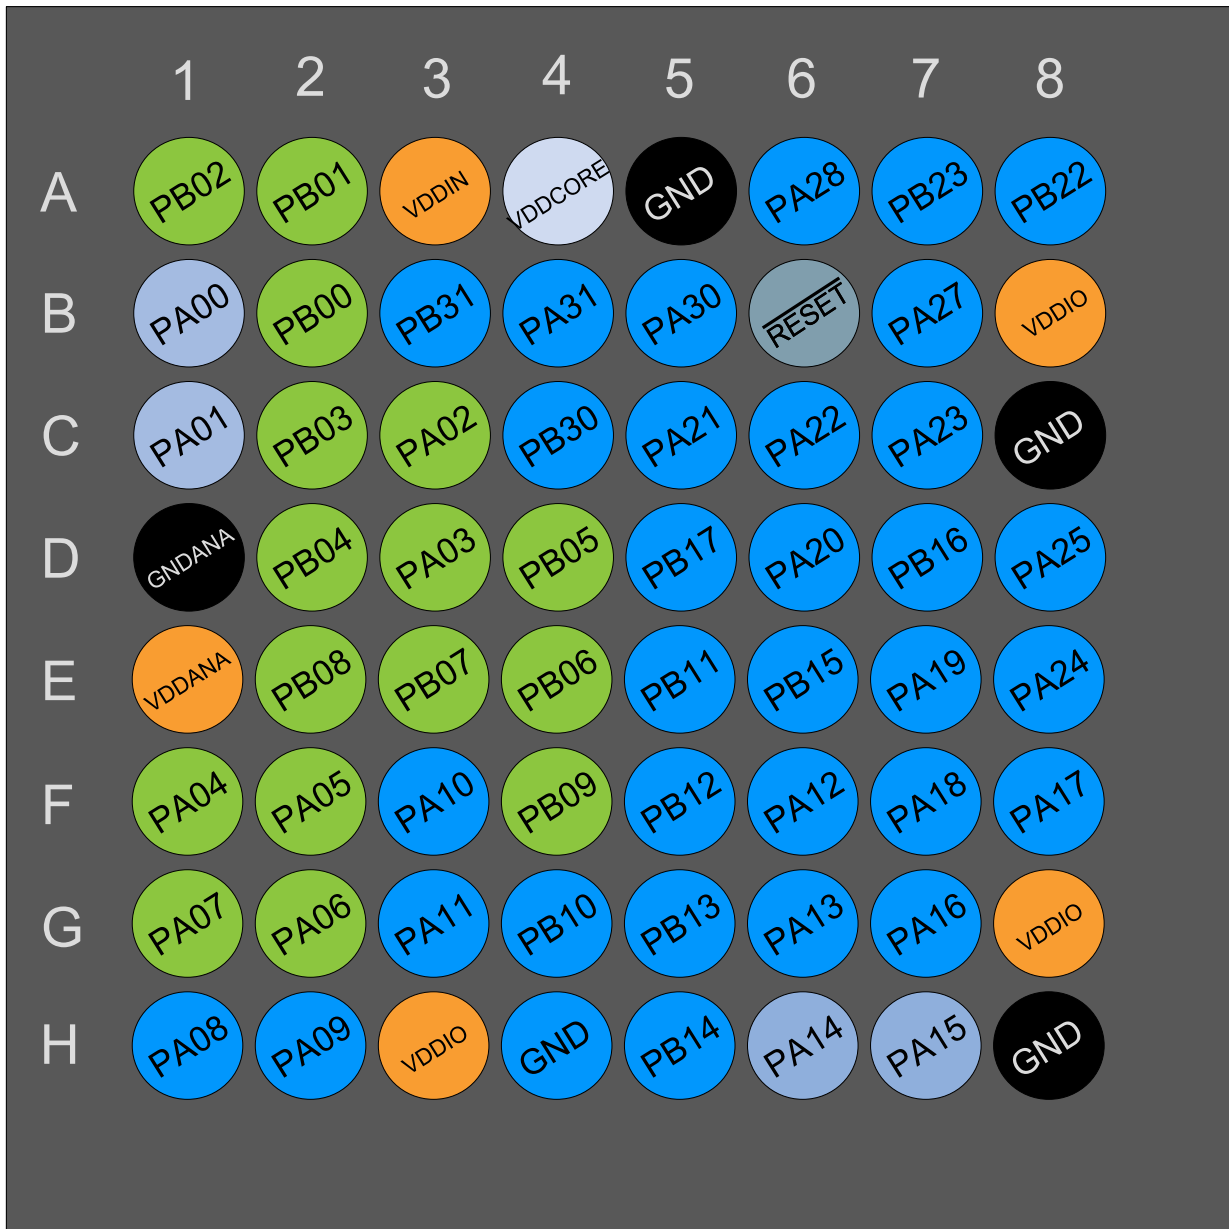 1 2 3 4 5 6 7 8
A PB02 PB01 VDDIN VDDCORE GND PA28 PB23 PB22
B PA00 PB00 PB31 PA31 PA30 RESET PA27 VDDIO
C PA01 PB03 PA02 PB30 PA21 PA22 PA23 GND
D GNDANA PB04 PA03 PB05 PB17 PA20 PB16 PA25
E VDDANA PB08 PB07 PB06 PB11 PB15 PA19 PA24
F PA04 PA05 PA10 PB09 PB12 PA12 PA18 PA17
G PA07 PA06 PA11 PB10 PB13 PA13 PA16 VDDIO
H PA08 PA09 VDDIO GND PB14 PA14 PA15 GND